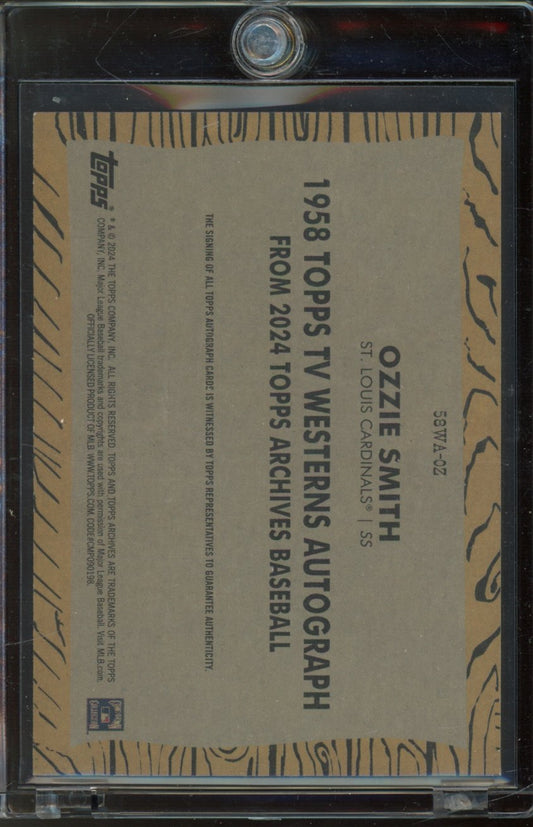 58WA-OZ
OZZIE SMITH
ST. LOUIS CARDINALS® | SS
1958 TOPPS TV WESTERNS AUTOGRAPH
FROM 2024 TOPPS ARCHIVES BASEBALL
THE SIGNING OF ALL TOPPS AUTOGRAPH CARDS IS WITNESSED BY TOPPS REPRESENTATIVES TO GUARANTEE AUTHENTICITY.
topps® ® & © 2024 THE TOPPS COMPANY, INC. ALL RIGHTS RESERVED. TOPPS AND TOPPS ARCHIVES ARE TRADEMARKS OF THE TOPPS
COMPANY, INC. Major League Baseball trademarks and copyrights are used with permission of Major League Baseball. Visit MLB.com.
OFFICIALLY LICENSED PRODUCT OF MLB. WWW.TOPPS.COM. CODE#CMP090198.